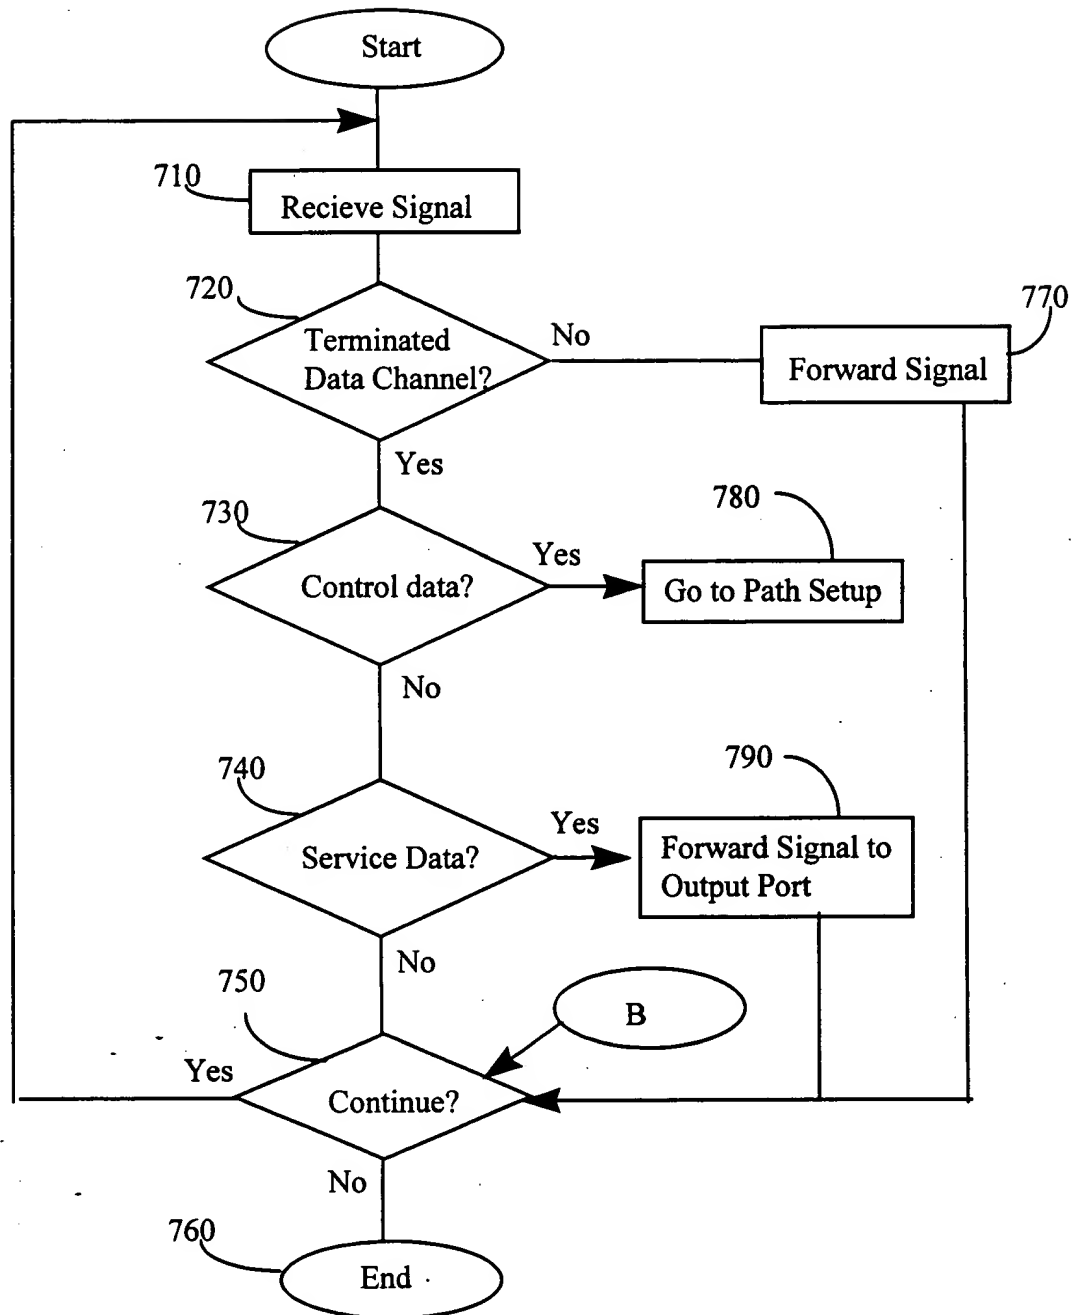 Start
710
Recieve Signal
720
Terminated
Data Channel?
No
770
Forward Signal
Yes
730
Control data?
Yes
780
Go to Path Setup
No
740
Service Data?
Yes
790
Forward Signal to
Output Port
No
750
B
Yes
Continue?
No
760
End